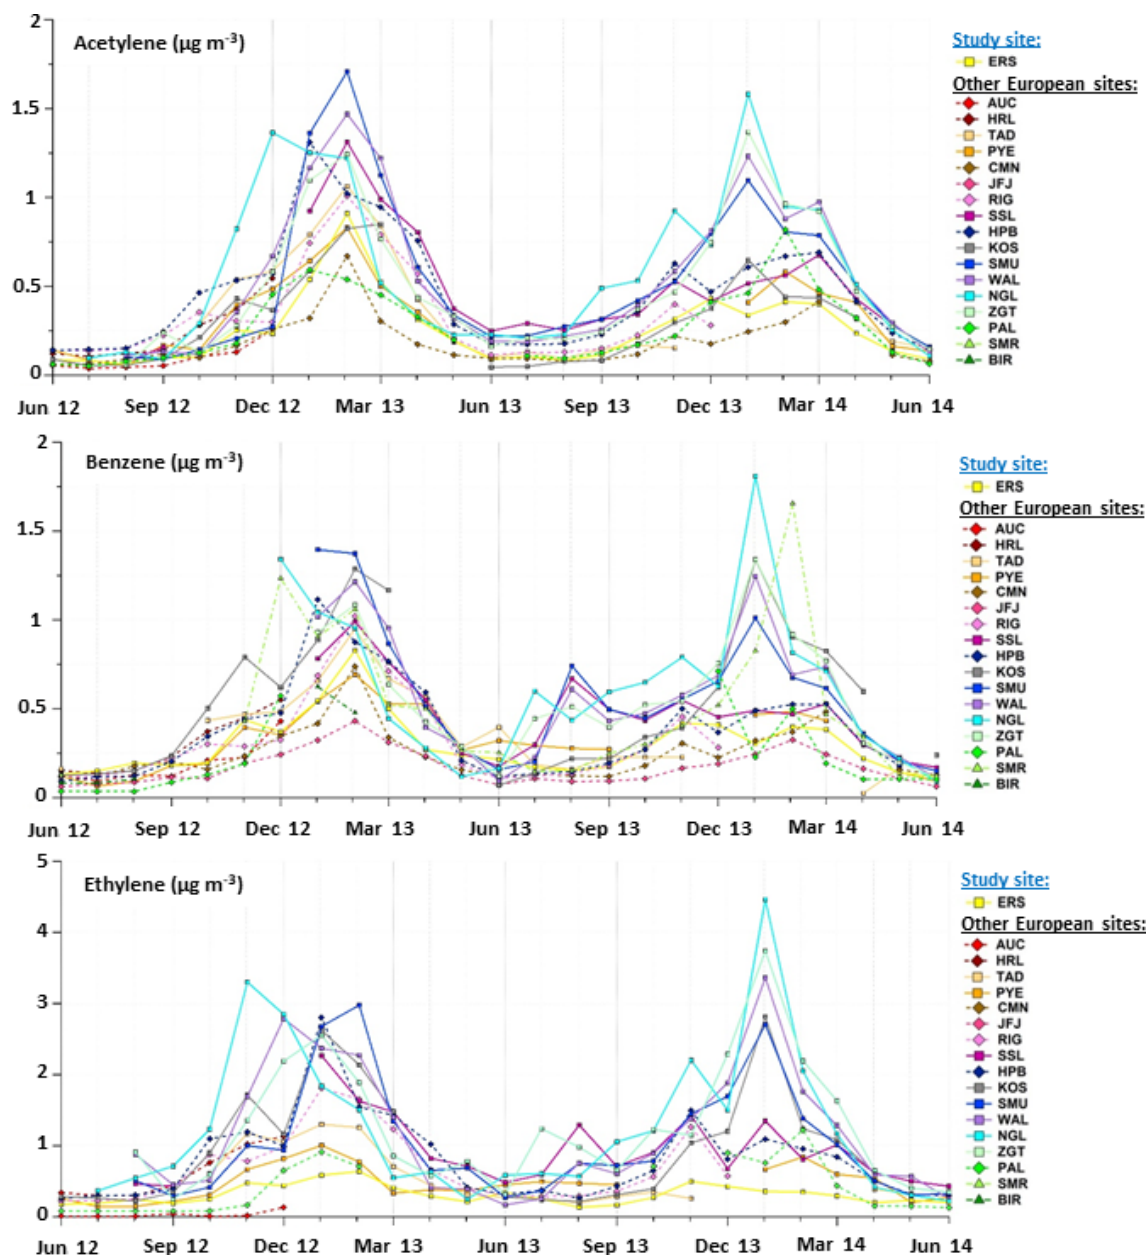 Acetylene (µg m-3)
2
1.5
1
0.5
0
Jun 12 Sep 12 Dec 12 Mar 13 Jun 13 Sep 13 Dec 13 Mar 14 Jun 14
Study site:
ERS
Other European sites:
AUC
HRL
TAD
PYE
CMN
JFJ
RIG
SSL
HPB
KOS
SMU
WAL
NGL
ZGT
PAL
SMR
BIR
Benzene (µg m-3)
2
1.5
1
0.5
0
Jun 12 Sep 12 Dec 12 Mar 13 Jun 13 Sep 13 Dec 13 Mar 14 Jun 14
Study site:
ERS
Other European sites:
AUC
HRL
TAD
PYE
CMN
JFJ
RIG
SSL
HPB
KOS
SMU
WAL
NGL
ZGT
PAL
SMR
BIR
Ethylene (µg m-3)
5
4
3
2
1
0
Jun 12 Sep 12 Dec 12 Mar 13 Jun 13 Sep 13 Dec 13 Mar 14 Jun 14
Study site:
ERS
Other European sites:
AUC
HRL
TAD
PYE
CMN
JFJ
RIG
SSL
HPB
KOS
SMU
WAL
NGL
ZGT
PAL
SMR
BIR